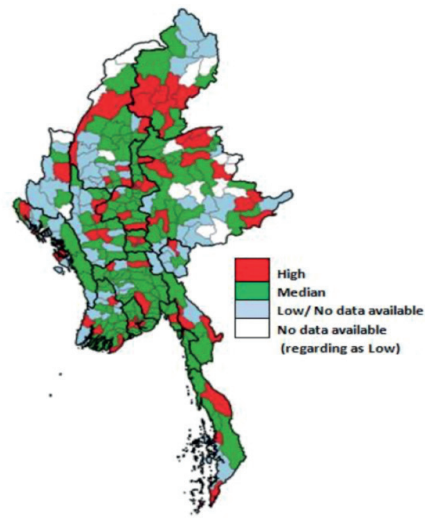 High
Median
Low/ No data available
No data available
(regarding as Low)